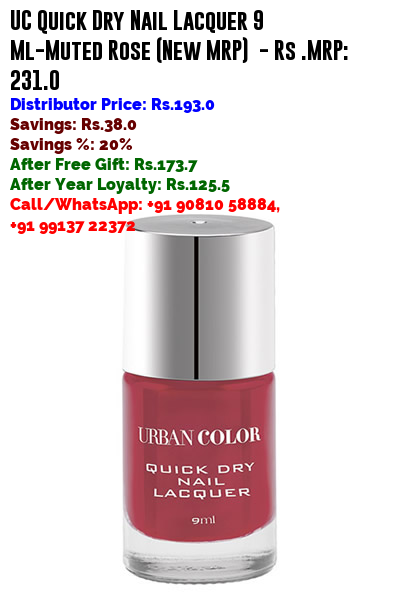 UC Quick Dry Nail Lacquer 9
Ml-Muted Rose (New MRP) - Rs .MRP:
231.0
Distributor Price: Rs.193.0
Savings: Rs.38.0
Savings %: 20%
After Free Gift: Rs.173.7
After Year Loyalty: Rs.125.5
Call/WhatsApp: +91 90810 58884,
+91 99137 22372
URBAN COLOR
QUICK DRY
NAIL
LACQUER
9ml